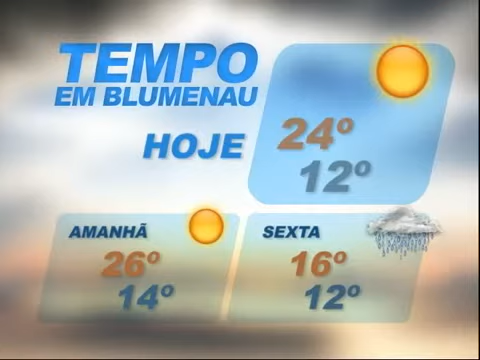 TEMPO
EM BLUMENAU
HOJE
24º
12º
AMANHÃ
26º
14º
SEXTA
16º
12º